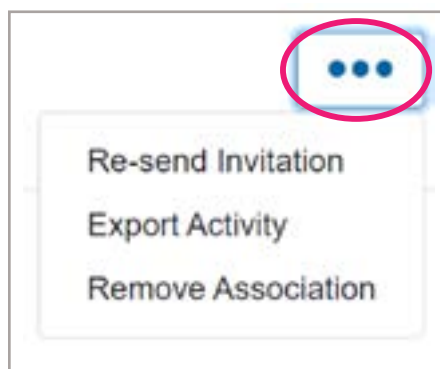 Re-send Invitation
Export Activity
Remove Association